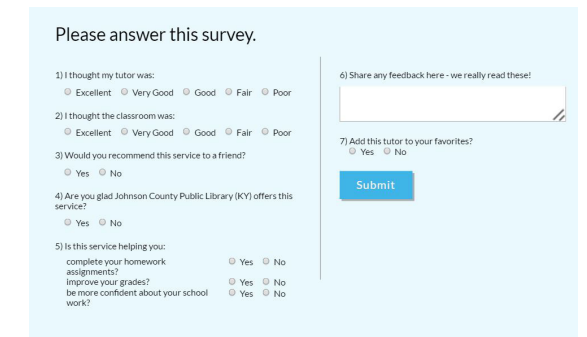 Please answer this survey.
1) I thought my tutor was:
Excellent Very Good Good Fair Poor
2) I thought the classroom was:
Excellent Very Good Good Fair Poor
3) Would you recommend this service to a friend?
Yes No
4) Are you glad Johnson County Public Library (KY) offers this
service?
Yes No
5) Is this service helping you:
complete your homework
assignments?
Yes No
improve your grades? Yes No
be more confident about your school
work?
Yes No
6) Share any feedback here - we really read these!
7) Add this tutor to your favorites?
Yes No
Submit